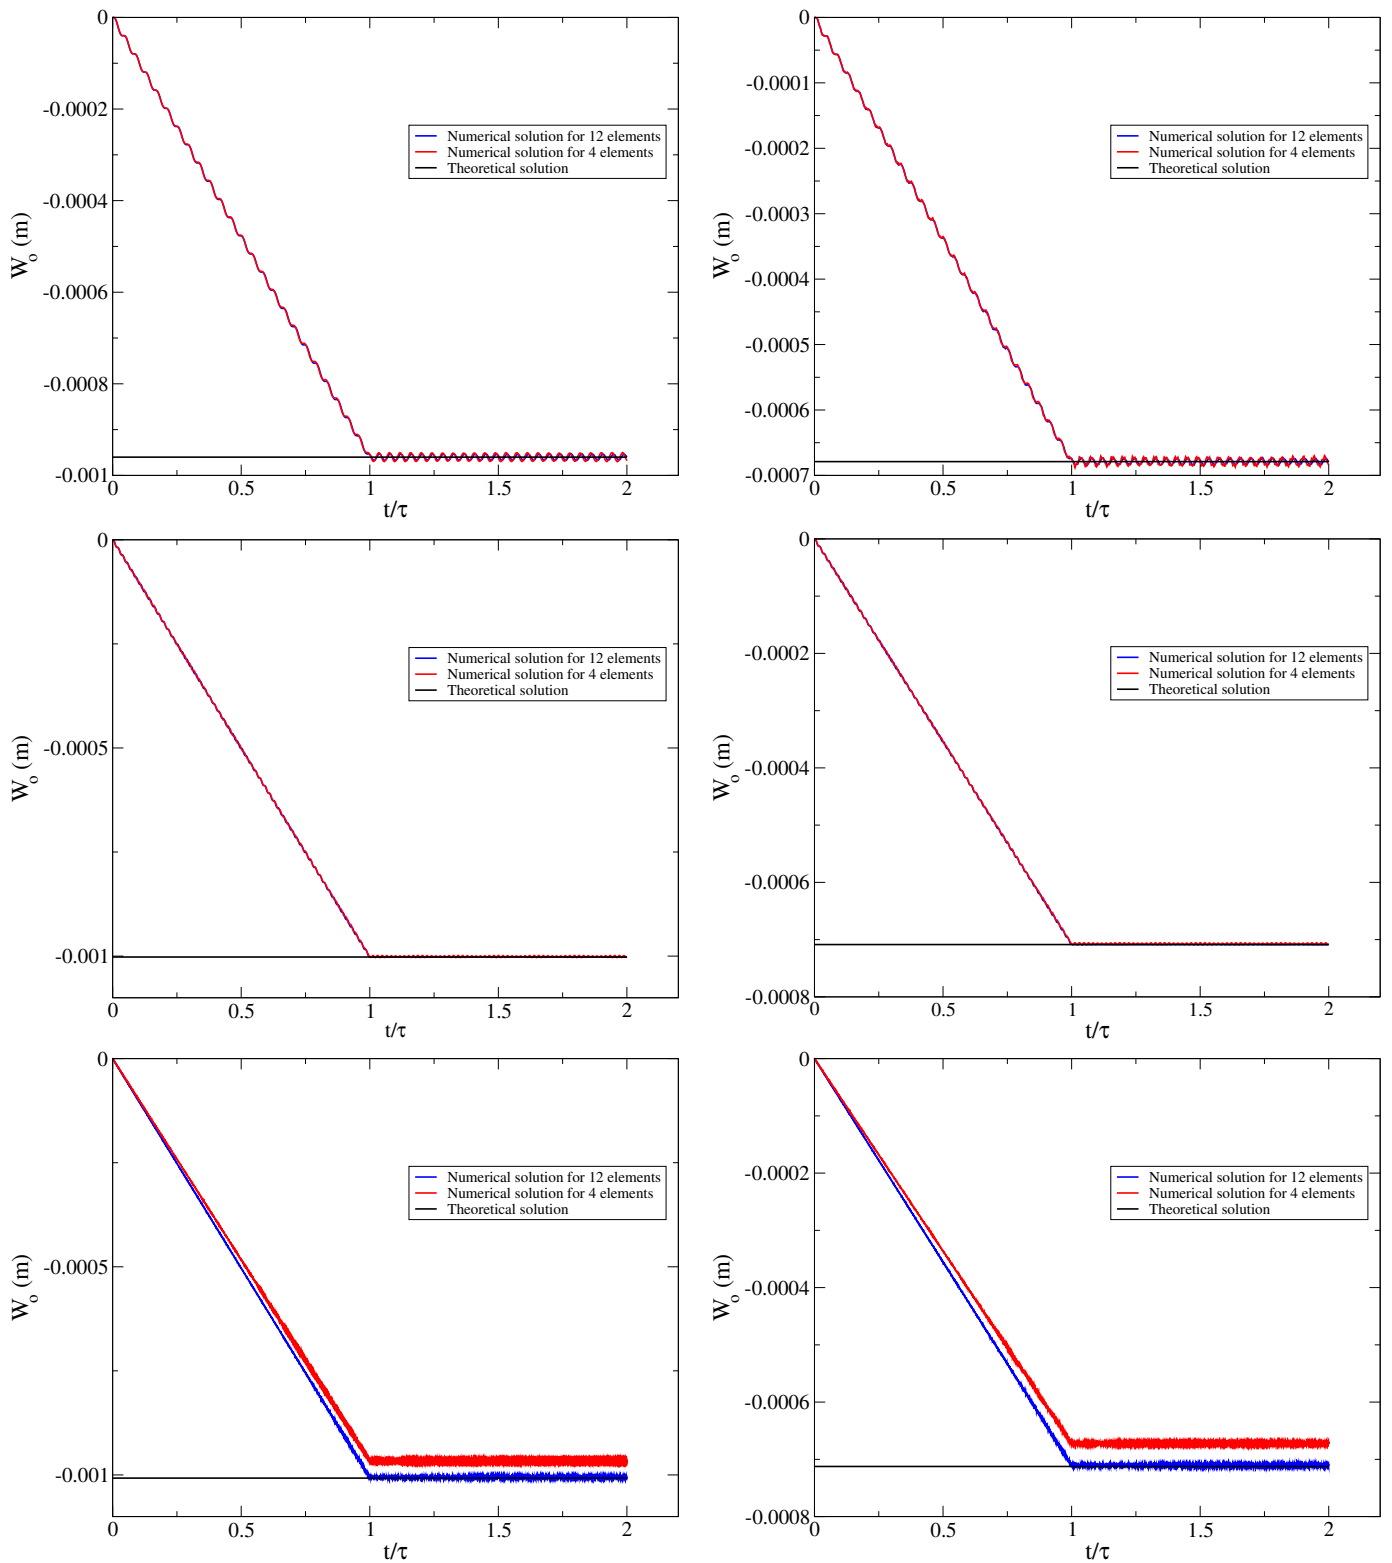 0
-0.0002
-0.0004
-0.0006
-0.0008
-0.001
W_o (m)
Numerical solution for 12 elements
Numerical solution for 4 elements
Theoretical solution
0 0.5 1 1.5 2
t/τ
0
-0.0001
-0.0002
-0.0003
-0.0004
-0.0005
-0.0006
-0.0007
W_o (m)
Numerical solution for 12 elements
Numerical solution for 4 elements
Theoretical solution
0 0.5 1 1.5 2
t/τ
0
-0.0005
-0.001
W_o (m)
Numerical solution for 12 elements
Numerical solution for 4 elements
Theoretical solution
0 0.5 1 1.5 2
t/τ
0
-0.0002
-0.0004
-0.0006
-0.0008
W_o (m)
Numerical solution for 12 elements
Numerical solution for 4 elements
Theoretical solution
0 0.5 1 1.5 2
t/τ
0
-0.0005
-0.001
W_o (m)
Numerical solution for 12 elements
Numerical solution for 4 elements
Theoretical solution
0 0.5 1 1.5 2
t/τ
0
-0.0002
-0.0004
-0.0006
-0.0008
W_o (m)
Numerical solution for 12 elements
Numerical solution for 4 elements
Theoretical solution
0 0.5 1 1.5 2
t/τ